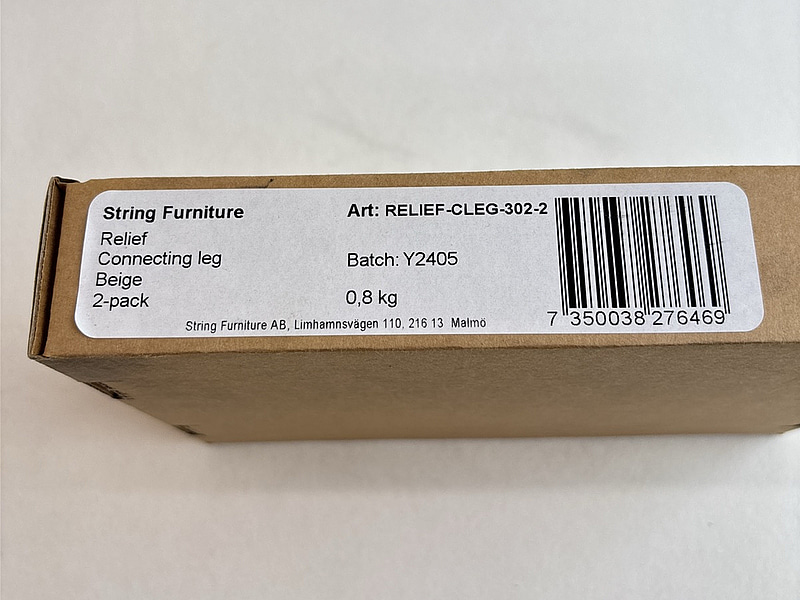 String Furniture
Relief
Connecting leg
Beige
2-pack
Art: RELIEF-CLEG-302-2
Batch: Y2405
0,8 kg
String Furniture AB, Limhamnsvägen 110, 216 13 Malmö
7 350038 276469